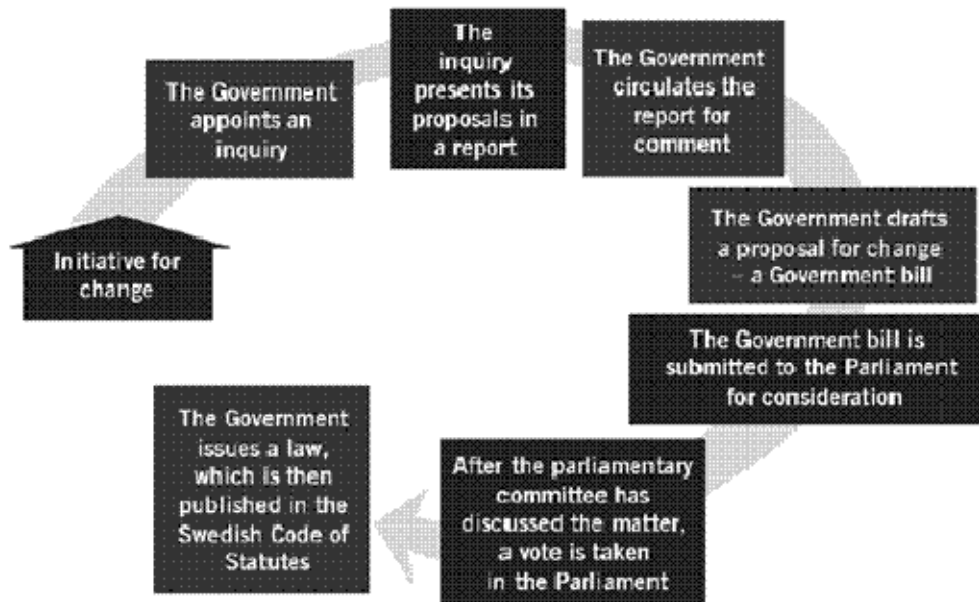 Initiative for
change
The Government
appoints an
inquiry
The
inquiry
presents its
proposals in
a report
The Government
circulates the
report for
comment
The Government drafts
a proposal for change
– a Government bill
The Government bill is
submitted to the Parliament
for consideration
After the parliamentary
committee has
discussed the matter,
a vote is taken
in the Parliament
The Government
issues a law,
which is then
published in the
Swedish Code of
Statutes